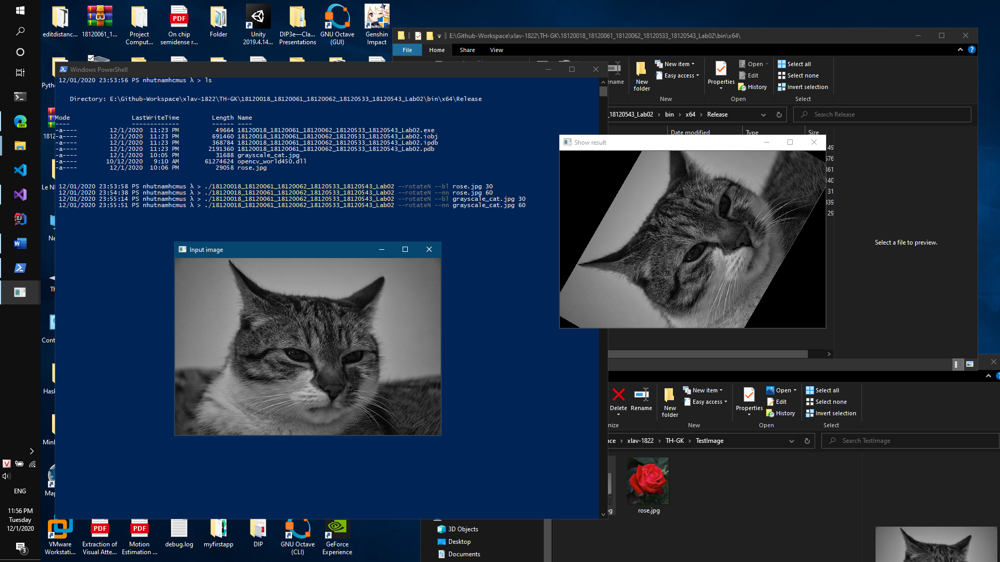 editdistanc...
18120061_1...
Project
Comput...
On chip
semidense r...
Folder
Unity
2019.4.14...
DIP3e—Cla...
Presentations
GNU Octave
(GUI)
Genshin
Impact
E:\Github-Workspace\xlav-1822\TH-GK\18120018_18120061_18120062_18120533_18120543_Lab02\bin\x64\
File Home Share View
Windows PowerShell
12/01/2020 23:53:56 PS nhutnamhcmus λ > ls
Directory: E:\Github-Workspace\xlav-1822\TH-GK\18120018_18120061_18120062_18120533_18120543_Lab02\bin\x64\Release
Mode LastWriteTime Length Name
---- ------------- ------ ----
-a---- 12/1/2020 11:23 PM 49664 18120018_18120061_18120062_18120533_18120543_Lab02.exe
-a---- 12/1/2020 11:23 PM 691460 18120018_18120061_18120062_18120533_18120543_Lab02.iobj
-a---- 12/1/2020 11:23 PM 368784 18120018_18120061_18120062_18120533_18120543_Lab02.ipdb
-a---- 12/1/2020 11:23 PM 2191360 18120018_18120061_18120062_18120533_18120543_Lab02.pdb
-a---- 12/1/2020 10:05 PM 31688 grayscale_cat.jpg
-a---- 10/12/2020 9:10 AM 61274624 opencv_world450.dll
-a---- 12/1/2020 10:06 PM 29058 rose.jpg
12/01/2020 23:53:58 PS nhutnamhcmus λ > ./18120018_18120061_18120062_18120533_18120543_Lab02 --rotateN --bl rose.jpg 30
12/01/2020 23:54:38 PS nhutnamhcmus λ > ./18120018_18120061_18120062_18120533_18120543_Lab02 --rotateN --nn rose.jpg 60
12/01/2020 23:55:14 PS nhutnamhcmus λ > ./18120018_18120061_18120062_18120533_18120543_Lab02 --rotateN --bl grayscale_cat.jpg 30
12/01/2020 23:55:51 PS nhutnamhcmus λ > ./18120018_18120061_18120062_18120533_18120543_Lab02 --rotateN --nn grayscale_cat.jpg 60
ename
New
folder
New item
Easy access
New
Properties
Open
Edit
History
Open
Select all
Select none
Invert selection
Select
_18120543_Lab02 > bin > x64 > Release
Search Release
Date modified Type Size
Show result
49
676
361
140
31
339
29
Select a file to preview.
Input image
Pyth
1812
Le N
Ne
Th
Cont
Hask
MinE
Map
Delete
Rename
New
folder
New item
Easy access
New
nize
Properties
Open
Edit
History
Open
Select all
Select none
Invert selection
Select
ace > xlav-1822 > TH-GK > TestImage
Search TestImage
pg
rose.jpg
3D Objects
Desktop
Documents
ENG
11:56 PM
Tuesday
12/1/2020
3
VMware
Workstati...
PDF
Extraction of
Visual Atte...
PDF
Motion
Estimation ...
debug.log
myfirstapp
DIP
GNU Octave
(CLI)
GeForce
Experience